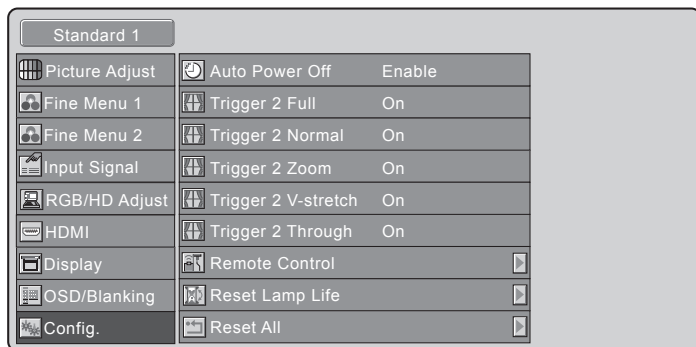 Standard 1
Picture Adjust
Fine Menu 1
Fine Menu 2
Input Signal
RGB/HD Adjust
HDMI
Display
OSD/Blanking
Config.
Auto Power Off Enable
Trigger 2 Full On
Trigger 2 Normal On
Trigger 2 Zoom On
Trigger 2 V-stretch On
Trigger 2 Through On
Remote Control
Reset Lamp Life
Reset All